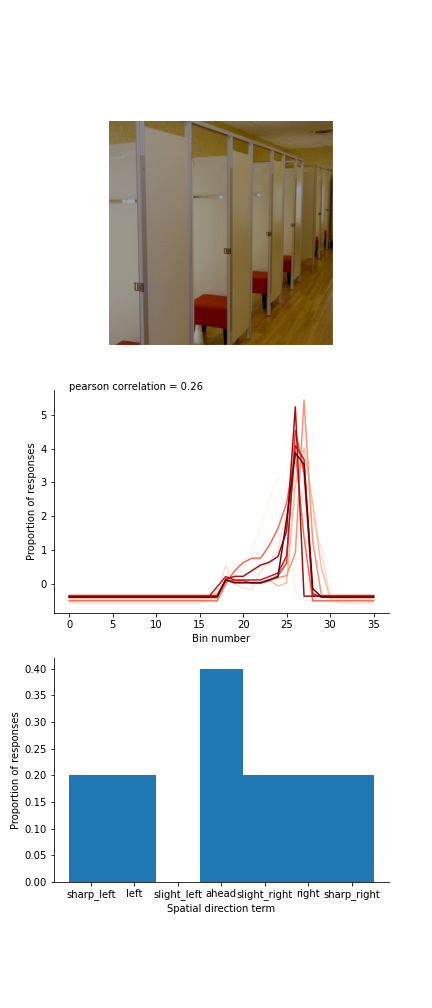 pearson correlation = 0.26
Proportion of responses
5
4
3
2
1
0
0 5 10 15 20 25 30 35
Bin number
Proportion of responses
0.40
0.35
0.30
0.25
0.20
0.15
0.10
0.05
0.00
sharp_left left slight_left ahead slight_right right sharp_right
Spatial direction term